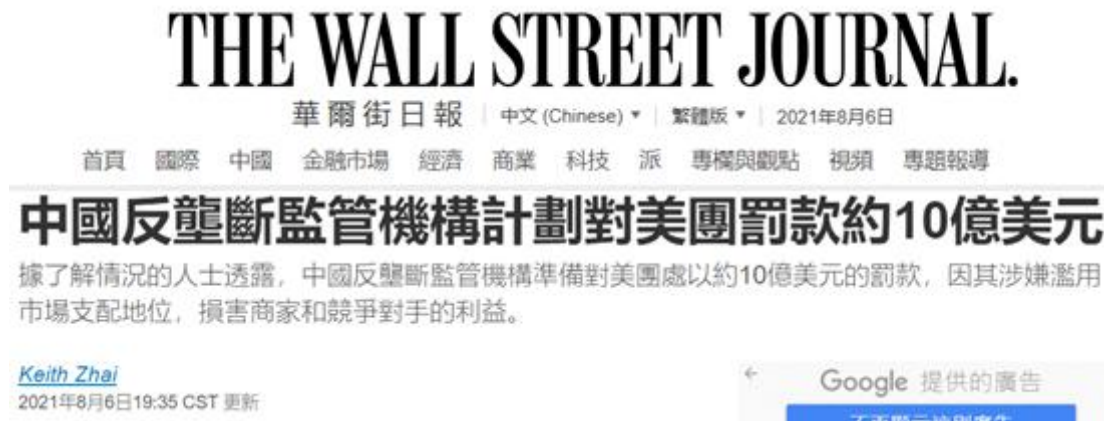 THE WALL STREET JOURNAL.
華爾街日報 | 中文 (Chinese) ▾ | 繁體版 ▾ | 2021年8月6日
首頁 國際 中國 金融市場 經濟 商業 科技 派 專欄與觀點 視頻 專題報導
中國反壟斷監管機構計劃對美團罰款約10億美元
據了解情況的人士透露，中國反壟斷監管機構準備對美團處以約10億美元的罰款，因其涉嫌濫用
市場支配地位，損害商家和競爭對手的利益。
Keith Zhai
2021年8月6日19:35 CST 更新
← Google 提供的廣告